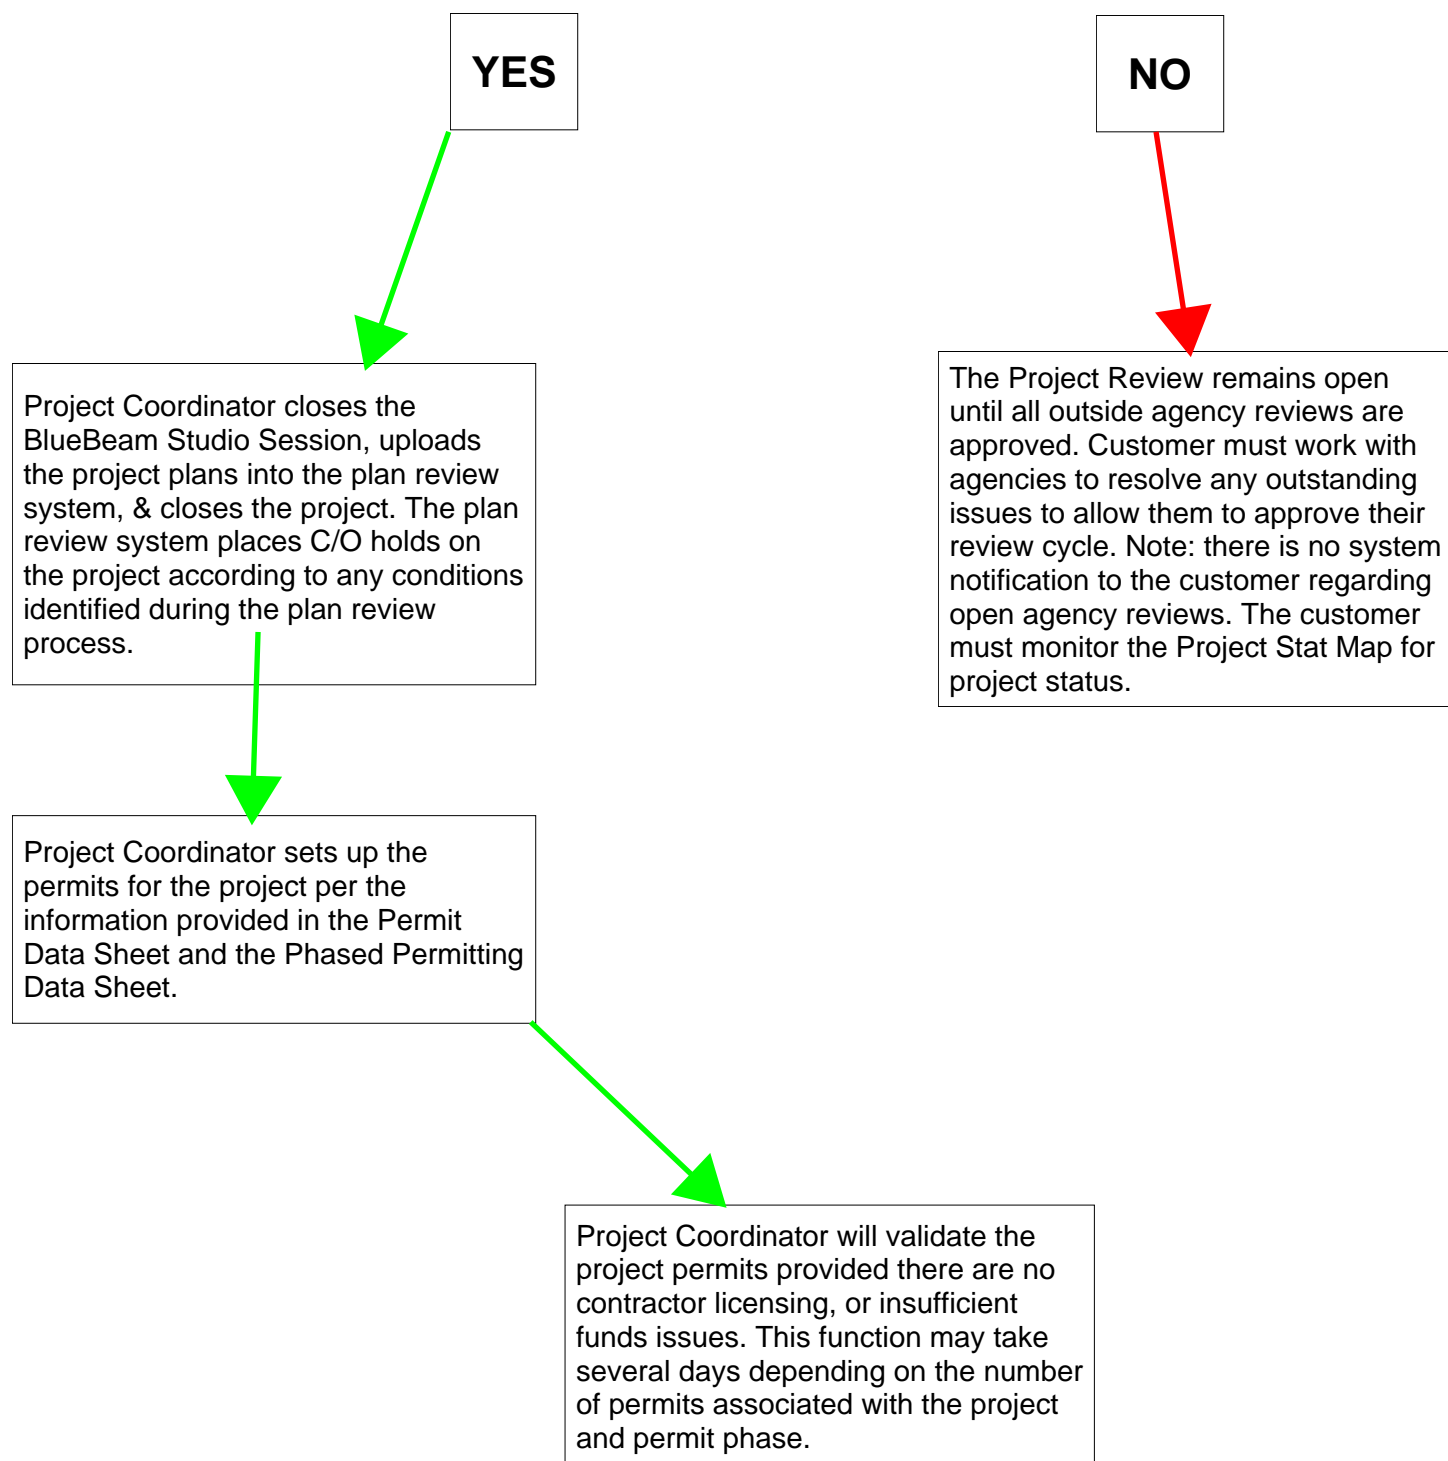 YES
NO
Project Coordinator closes the
BlueBeam Studio Session, uploads
the project plans into the plan review
system, & closes the project. The plan
review system places C/O holds on
the project according to any conditions
identified during the plan review
process.
The Project Review remains open
until all outside agency reviews are
approved. Customer must work with
agencies to resolve any outstanding
issues to allow them to approve their
review cycle. Note: there is no system
notification to the customer regarding
open agency reviews. The customer
must monitor the Project Stat Map for
project status.
Project Coordinator sets up the
permits for the project per the
information provided in the Permit
Data Sheet and the Phased Permitting
Data Sheet.
Project Coordinator will validate the
project permits provided there are no
contractor licensing, or insufficient
funds issues. This function may take
several days depending on the number
of permits associated with the project
and permit phase.